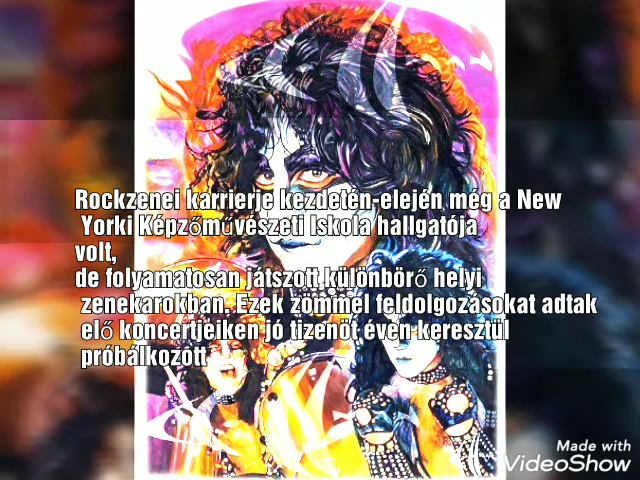 Rockzenei karrierje kezdetén-elején még a New
Yorki Képzőművészeti Iskola hallgatója
volt,
de folyamatosan játszott különbörő helyi
zenekarokban. Ezek zömmel feldolgozásokat adtak
elő koncertjeiken jó tizenöt éven keresztül
próbálkozott
Made with
VideoShow